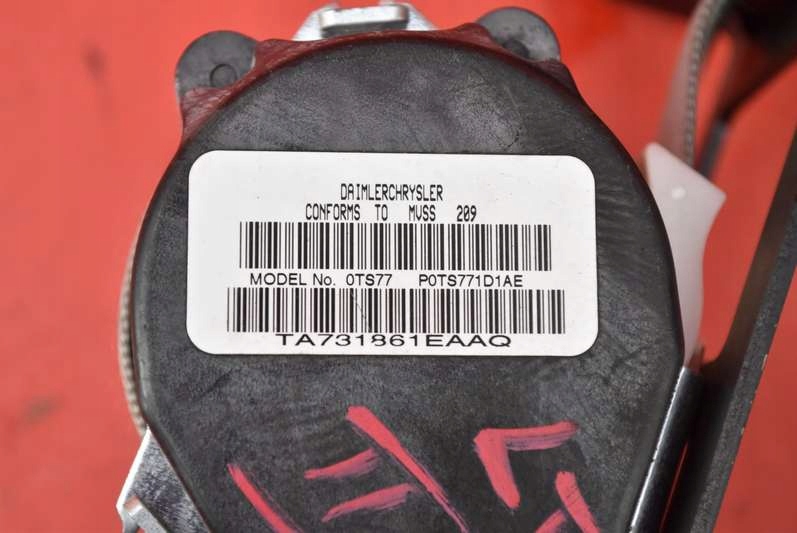 DAIMLERCHRYSLER
CONFORMS TO MVSS 209
MODEL No. 0TS77 P0TS771D1AE
TA731861EAAQ